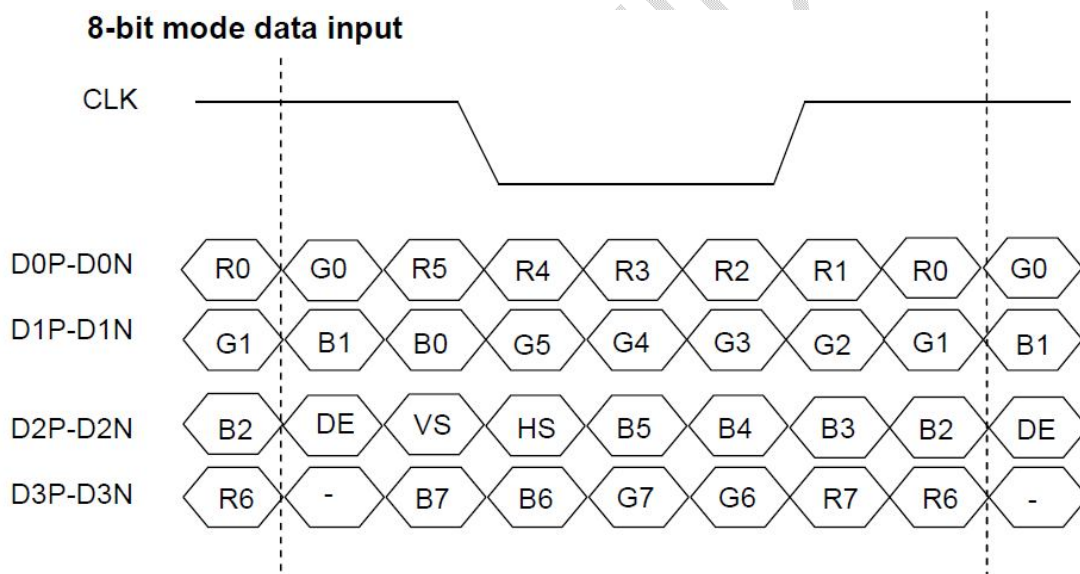 8-bit mode data input
CLK
D0P-D0N R0 G0 R5 R4 R3 R2 R1 R0 G0
D1P-D1N G1 B1 B0 G5 G4 G3 G2 G1 B1
D2P-D2N B2 DE VS HS B5 B4 B3 B2 DE
D3P-D3N R6 - B7 B6 G7 G6 R7 R6 -